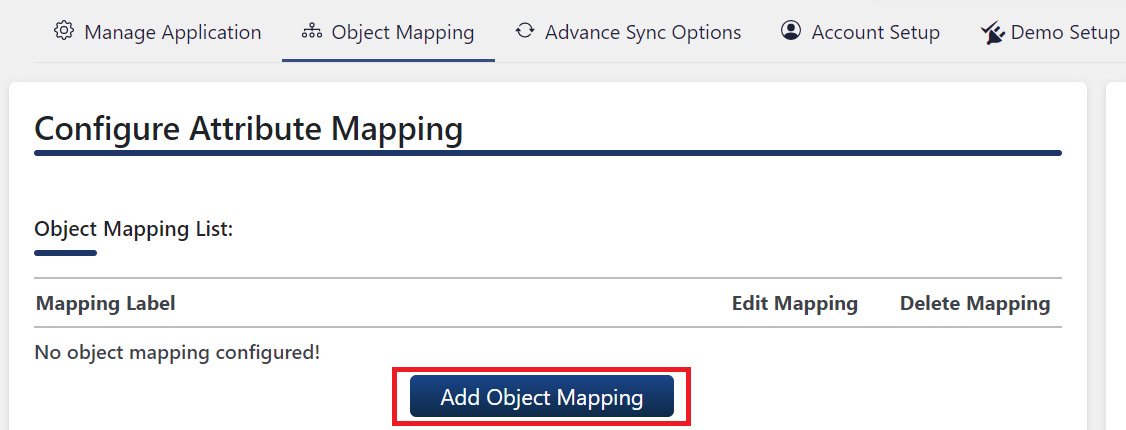 Manage Application Object Mapping Advance Sync Options Account Setup Demo Setup
Configure Attribute Mapping
Object Mapping List:
Mapping Label Edit Mapping Delete Mapping
No object mapping configured!
Add Object Mapping